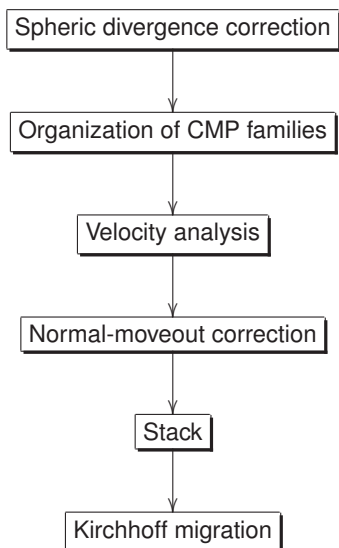 Spheric divergence correction
Organization of CMP families
Velocity analysis
Normal-moveout correction
Stack
Kirchhoff migration